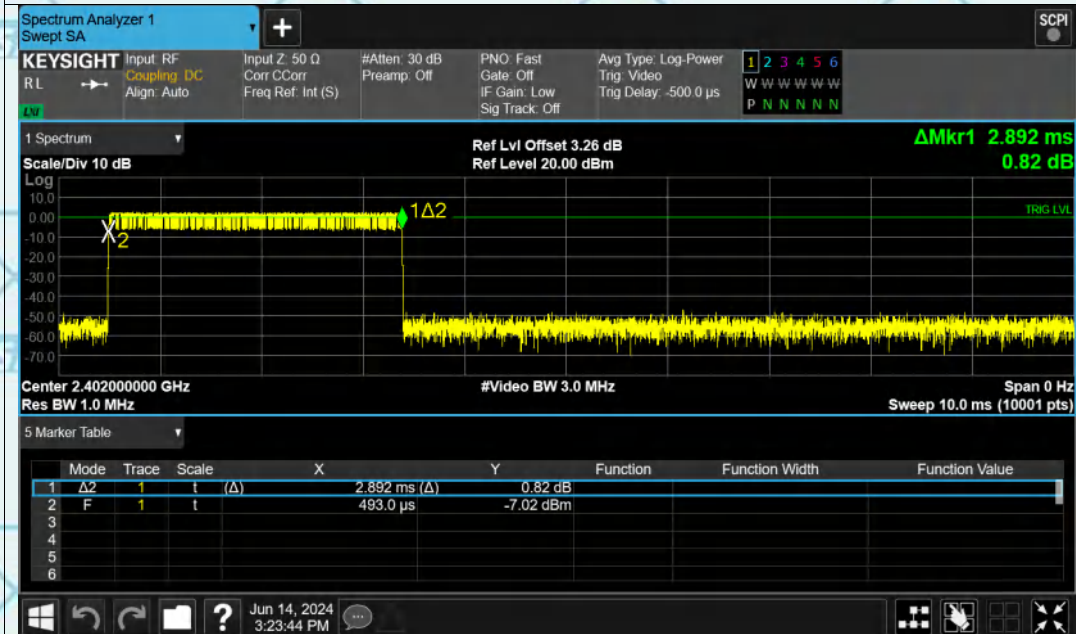 Spectrum Analyzer 1
Swept SA
+
SCPI
KEYSIGHT
RL
LXI
Input: RF
Coupling: DC
Align: Auto
Input Z: 50 Ω
Corr CCorr
Freq Ref: Int (S)
#Atten: 30 dB
Preamp: Off
PNO: Fast
Gate: Off
IF Gain: Low
Sig Track: Off
Avg Type: Log-Power
Trig: Video
Trig Delay: -500.0 µs
1 2 3 4 5 6
W W W W W W
P N N N N N
1 Spectrum
Scale/Div 10 dB
Ref Lvl Offset 3.26 dB
Ref Level 20.00 dBm
ΔMkr1 2.892 ms
0.82 dB
Log
10.0
0.00
-10.0
-20.0
-30.0
-40.0
-50.0
-60.0
-70.0
1Δ2
X2
TRIG LVL
Center 2.402000000 GHz
Res BW 1.0 MHz
#Video BW 3.0 MHz
Span 0 Hz
Sweep 10.0 ms (10001 pts)
5 Marker Table
Mode Trace Scale X Y Function Function Width Function Value
1 Δ2 1 t (Δ) 2.892 ms (Δ) 0.82 dB
2 F 1 t 493.0 µs -7.02 dBm
3
4
5
6
?
Jun 14, 2024
3:23:44 PM